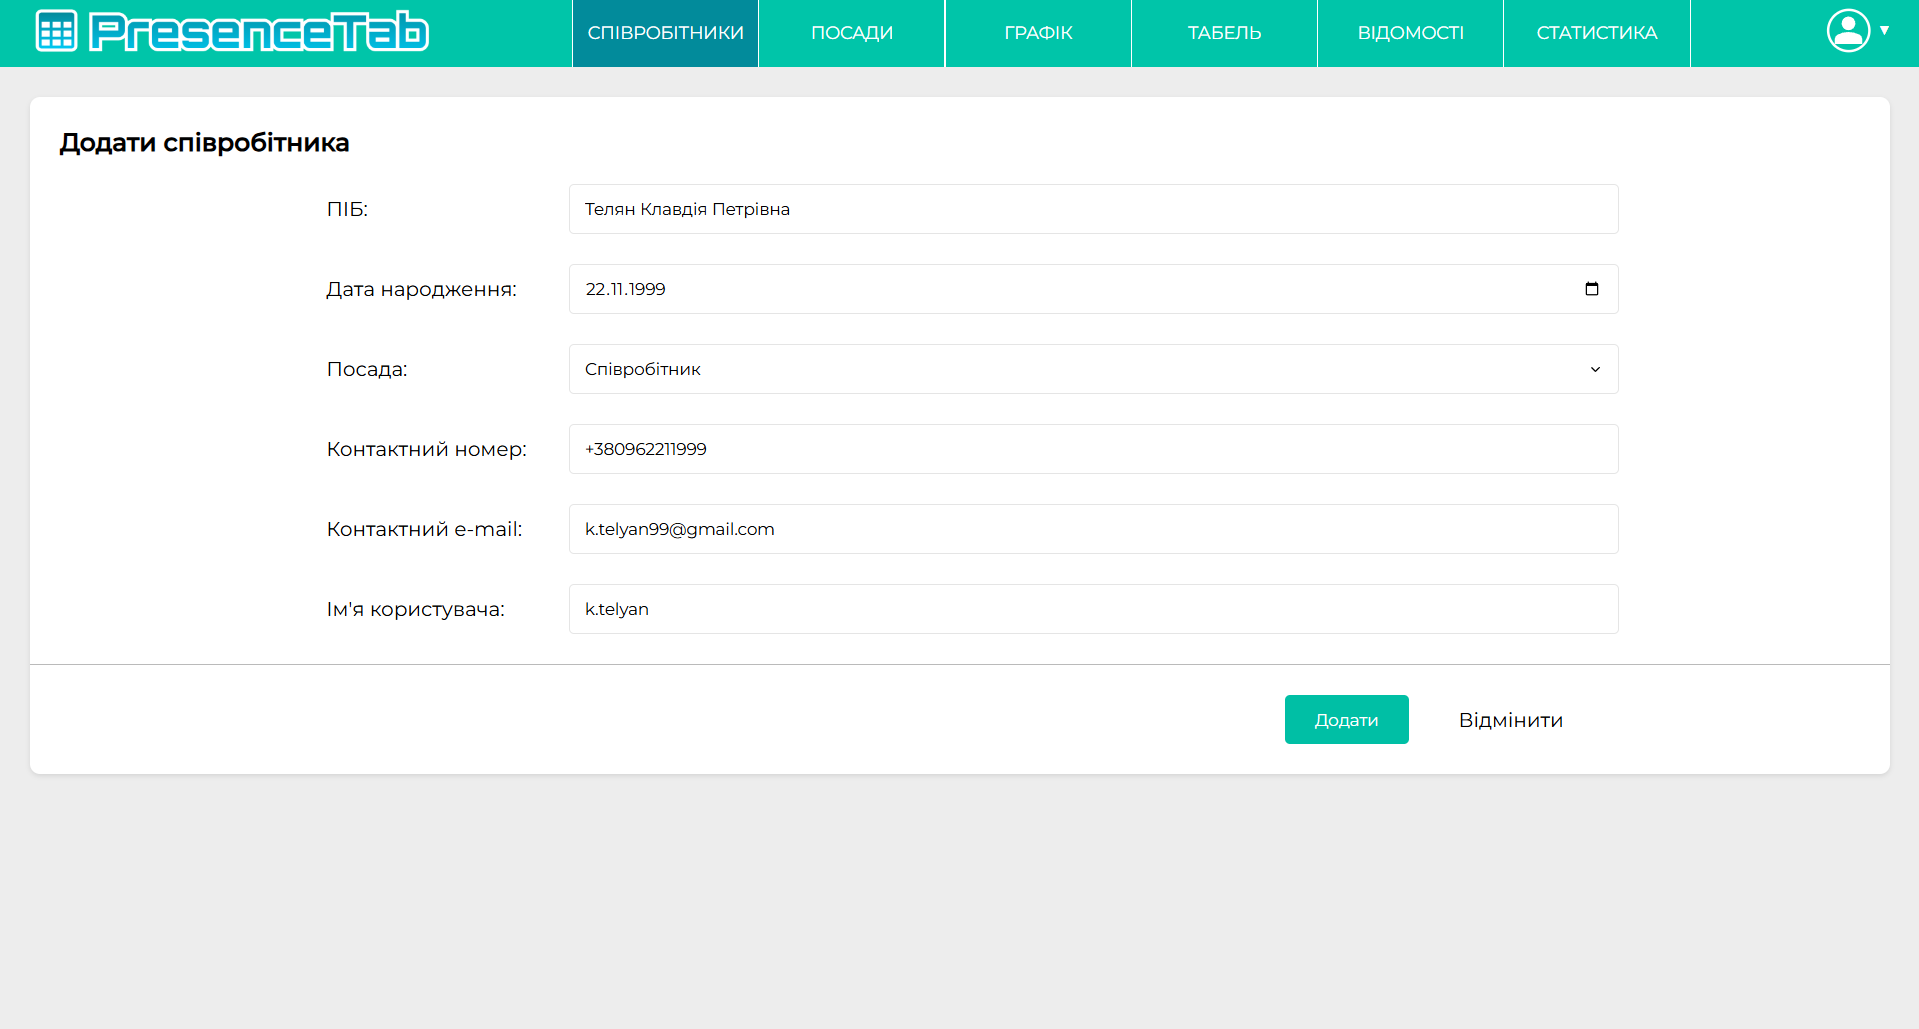 PresenceTab
СПІВРОБІТНИКИ
ПОСАДИ
ГРАФІК
ТАБЕЛЬ
ВІДОМОСТІ
СТАТИСТИКА
Додати співробітника
ПІБ: Телян Клавдія Петрівна
Дата народження: 22.11.1999
Посада: Співробітник
Контактний номер: +380962211999
Контактний e-mail: k.telyan99@gmail.com
Ім'я користувача: k.telyan
Додати
Відмінити